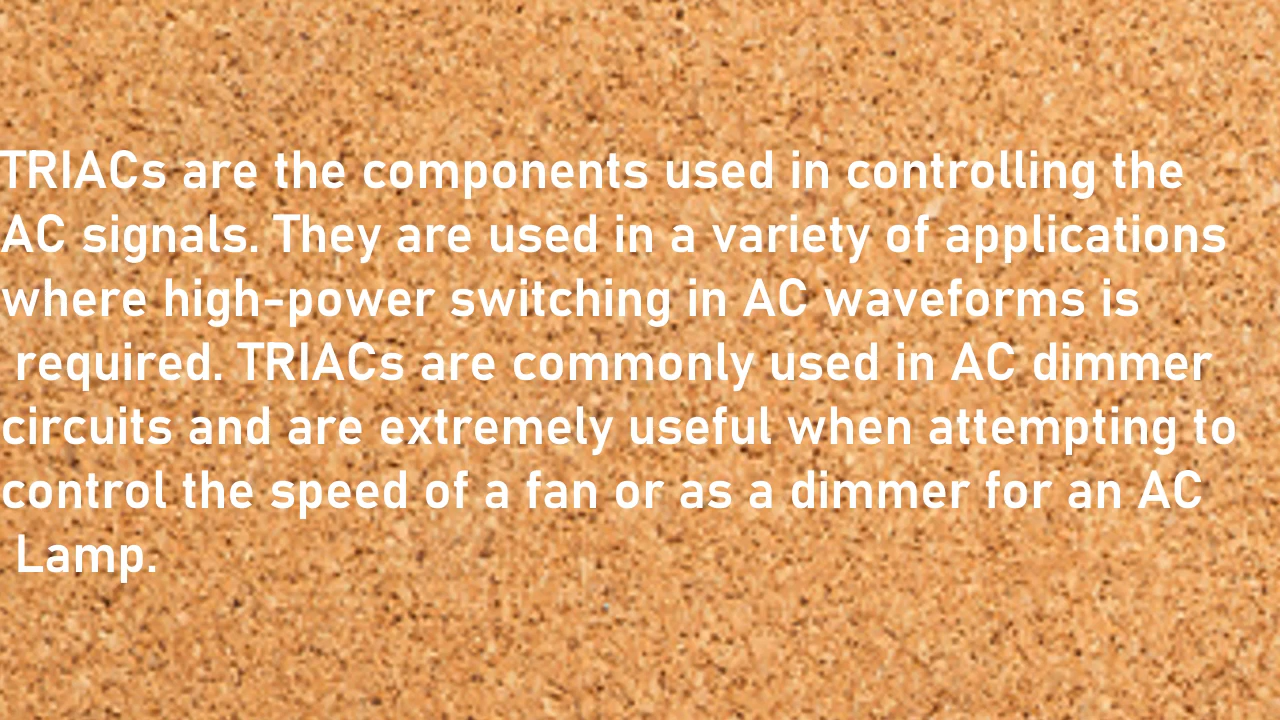 TRIACs are the components used in controlling the
AC signals. They are used in a variety of applications
where high-power switching in AC waveforms is
required. TRIACs are commonly used in AC dimmer
circuits and are extremely useful when attempting to
control the speed of a fan or as a dimmer for an AC
Lamp.